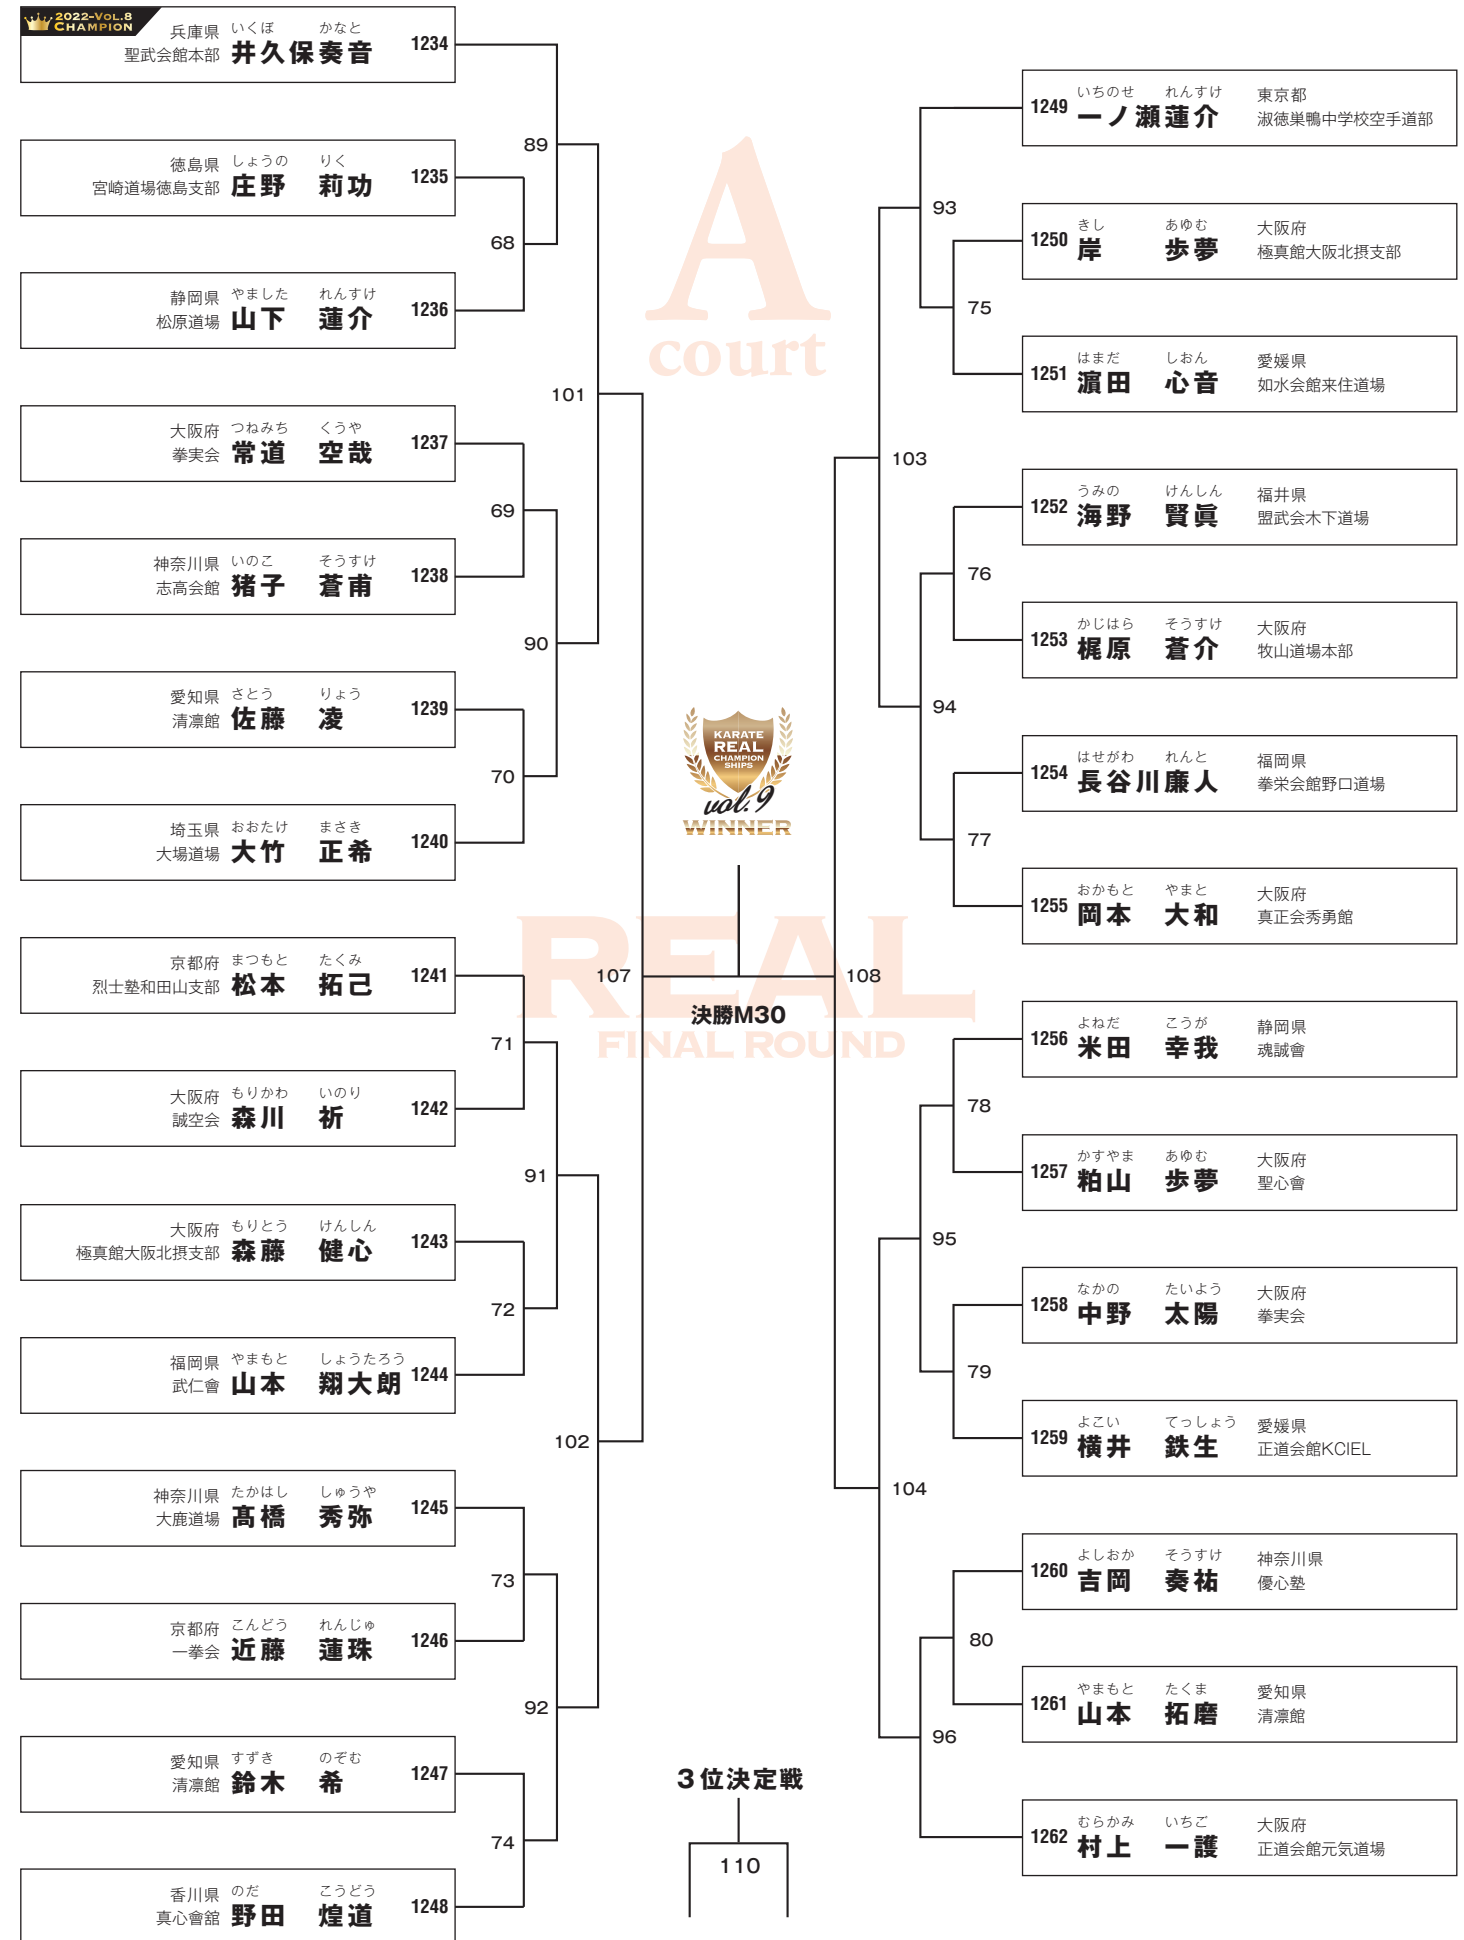 2022-VOL.8
CHAMPION
兵庫県 いくぼ かなと
聖武会館本部 井久保奏音 1234
徳島県 しょうの りく
宮崎道場徳島支部 庄野 莉功 1235
静岡県 やました れんすけ
松原道場 山下 蓮介 1236
大阪府 つねみち くうや
拳実会 常道 空哉 1237
神奈川県 いのこ そうすけ
志高会館 猪子 蒼甫 1238
愛知県 さとう りょう
清凛館 佐藤 凌 1239
埼玉県 おおたけ まさき
大場道場 大竹 正希 1240
京都府 まつもと たくみ
烈士塾和田山支部 松本 拓己 1241
大阪府 もりかわ いのり
誠空会 森川 祈 1242
大阪府 もりとう けんしん
極真館大阪北摂支部 森藤 健心 1243
福岡県 やまもと しょうたろう
武仁會 山本 翔大朗 1244
神奈川県 たかはし しゅうや
大鹿道場 髙橋 秀弥 1245
京都府 こんどう れんじゅ
一拳会 近藤 蓮珠 1246
愛知県 すずき のぞむ
清凛館 鈴木 希 1247
香川県 のだ こうどう
真心會舘 野田 煌道 1248
89
68
101
69
90
70
107
71
91
72
102
73
92
74
A
court
KARATE
REAL
CHAMPION
SHIPS
vol.9
WINNER
REAL
決勝M30
FINAL ROUND
3位決定戦
110
93
75
103
76
94
77
108
78
95
79
104
80
96
いちのせ れんすけ 東京都
1249 一ノ瀬蓮介 淑徳巣鴨中学校空手道部
きし あゆむ 大阪府
1250 岸 歩夢 極真館大阪北摂支部
はまだ しおん 愛媛県
1251 濵田 心音 如水会館来住道場
うみの けんしん 福井県
1252 海野 賢眞 盟武会木下道場
かじはら そうすけ 大阪府
1253 梶原 蒼介 牧山道場本部
はせがわ れんと 福岡県
1254 長谷川廉人 拳栄会館野口道場
おかもと やまと 大阪府
1255 岡本 大和 真正会秀勇館
よねだ こうが 静岡県
1256 米田 幸我 魂誠會
かすやま あゆむ 大阪府
1257 粕山 歩夢 聖心會
なかの たいよう 大阪府
1258 中野 太陽 拳実会
よこい てっしょう 愛媛県
1259 横井 鉄生 正道会館KCIEL
よしおか そうすけ 神奈川県
1260 吉岡 奏祐 優心塾
やまもと たくま 愛知県
1261 山本 拓磨 清凛館
むらかみ いちご 大阪府
1262 村上 一護 正道会館元気道場